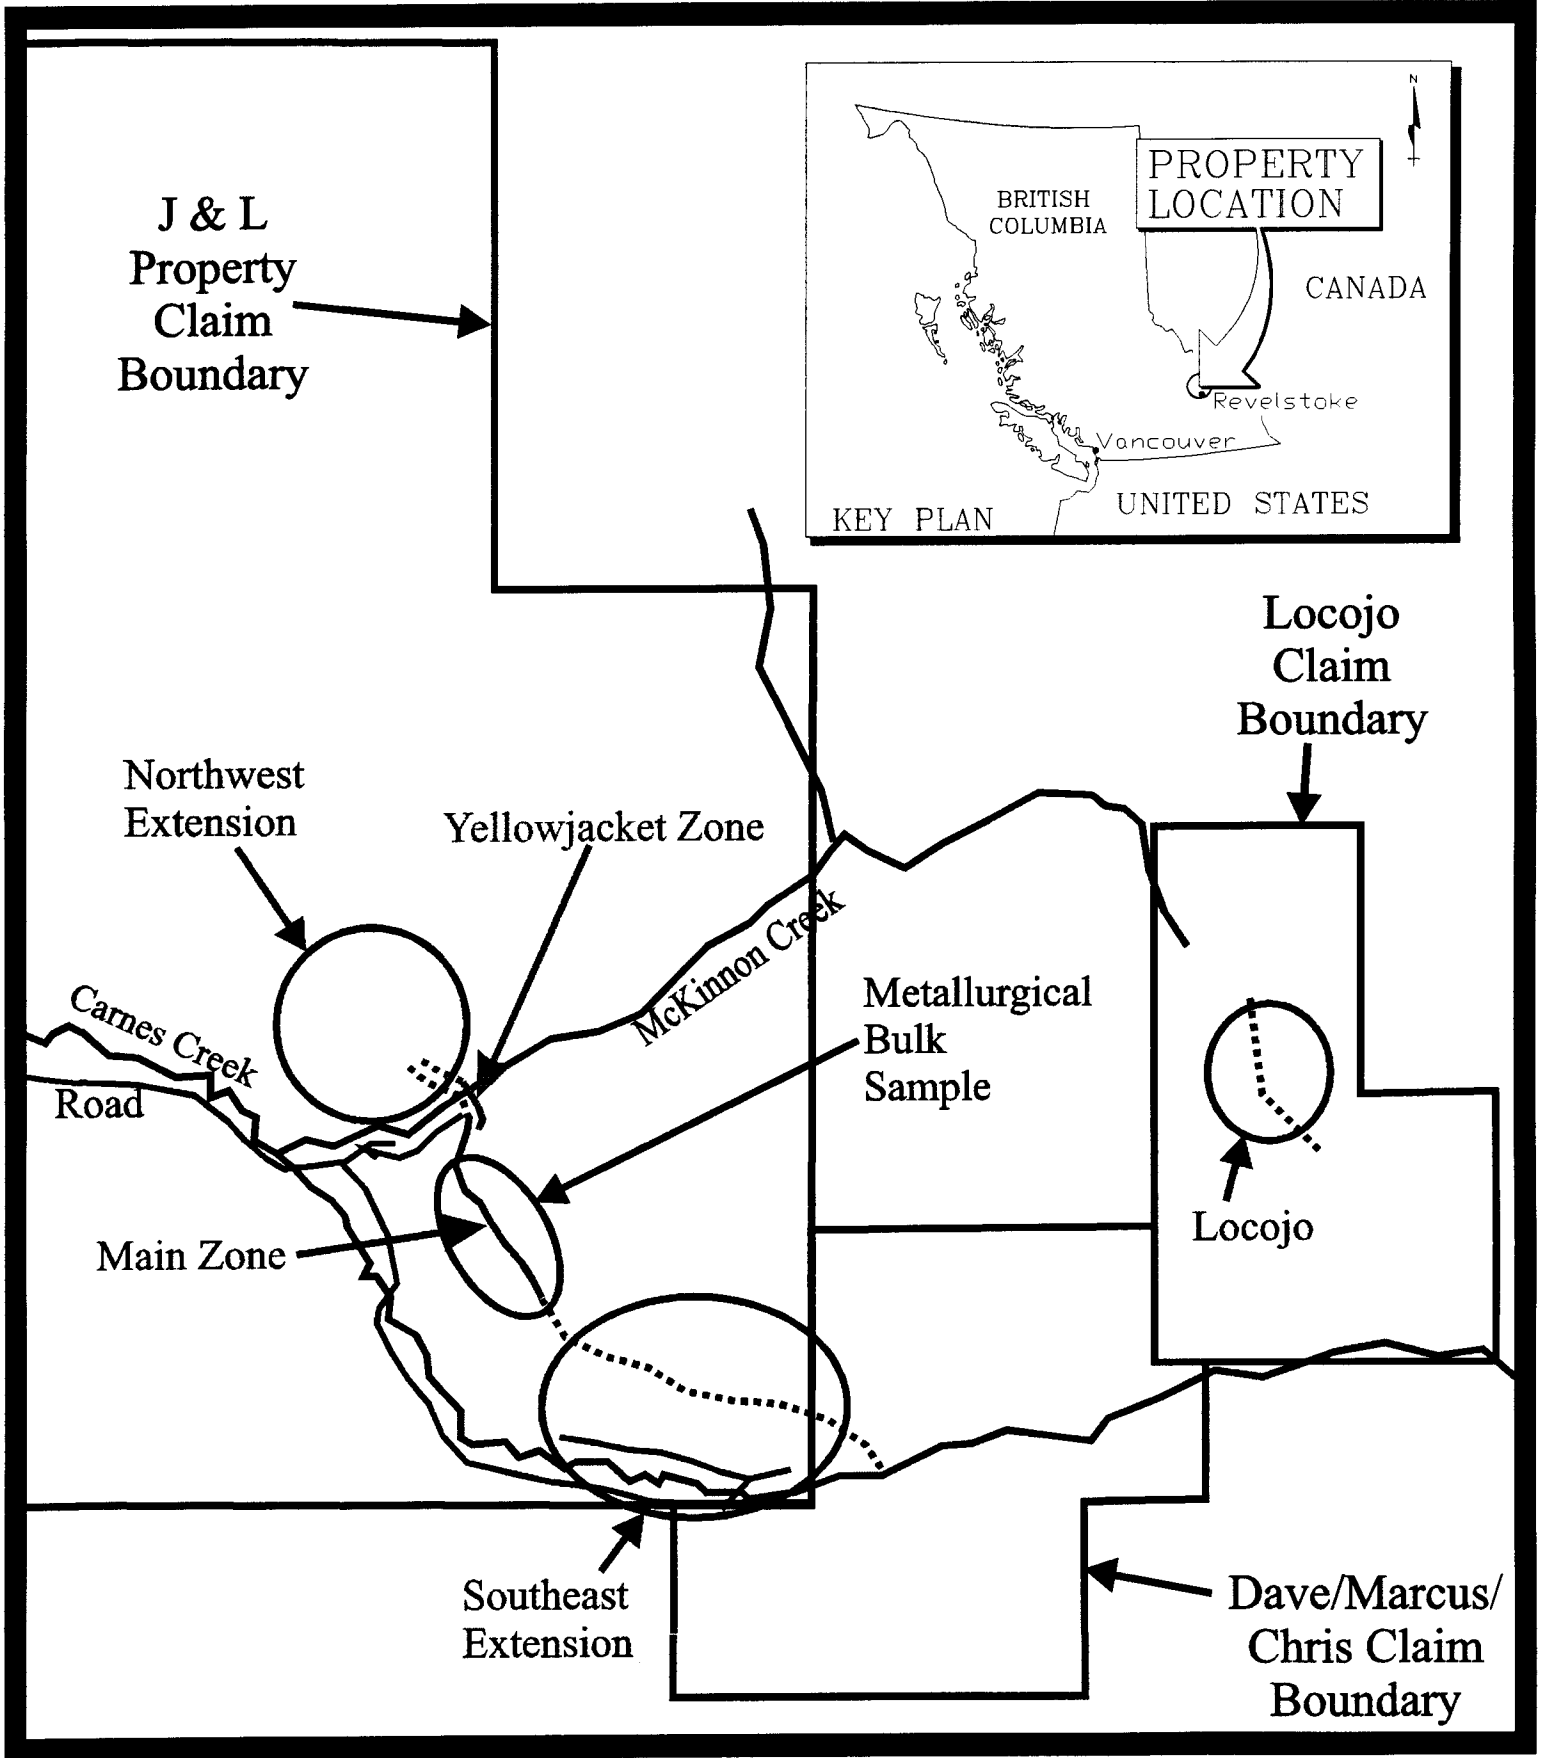 J & L
Property
Claim
Boundary
N
PROPERTY
LOCATION
BRITISH
COLUMBIA
CANADA
Revelstoke
Vancouver
UNITED STATES
KEY PLAN
Locojo
Claim
Boundary
Northwest
Extension
Yellowjacket Zone
McKinnon Creek
Metallurgical
Bulk
Sample
Carnes Creek
Road
Main Zone
Locojo
Southeast
Extension
Dave/Marcus/
Chris Claim
Boundary